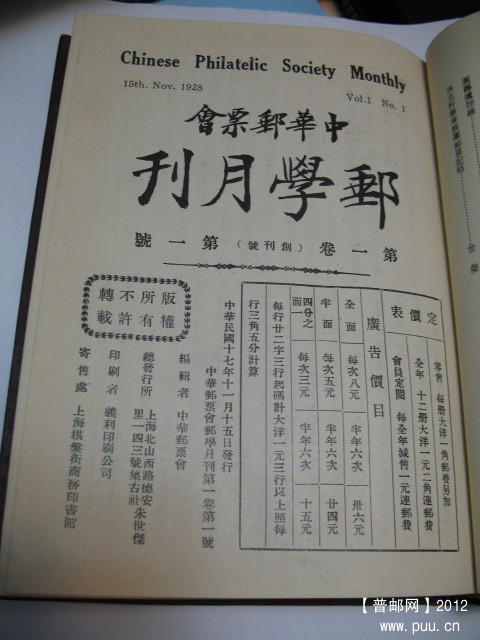 Chinese Philatelic Society Monthly
15th. Nov. 1928
Vol.1 No. 1
中華郵票會
郵學月刊
第一卷（創刊號）第一號
定價表
零售 每冊大洋一角郵費另加
全年 十二冊大洋一元二角連郵費
會員定閱 每全年減售一元連郵費
廣告價目
全面 每次八元 半年六次 卅六元
半面 每次五元 半年六次 廿四元
四分之一面 每次三元 半年六次 十五元
每行廿二字三行起碼計大洋一元三行以上照每
行三角五分計算
中華民國十七年十一月十五日發行
中華郵票會郵學月刊第一卷第一號
編輯者 中華郵票會
總發行所 上海北山西路德安
里一四三號集古社朱世傑
印刷者 義利印刷公司
寄售處 上海棋盤街商務印書館
版權
所有
不許
轉載
【普邮网】2012
www.puu.cn